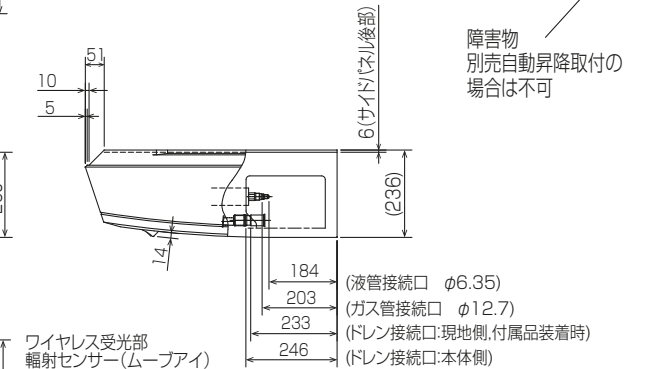 障害物
別売自動昇降取付の
場合は不可
51
10
5
6(サイドパネル後部)
(236)
14
184 (液管接続口 φ6.35)
203 (ガス管接続口 φ12.7)
233 (ドレン接続口:現地側,付属品装着時)
246 (ドレン接続口:本体側)
ワイヤレス受光部
輻射センサー(ムーブアイ)